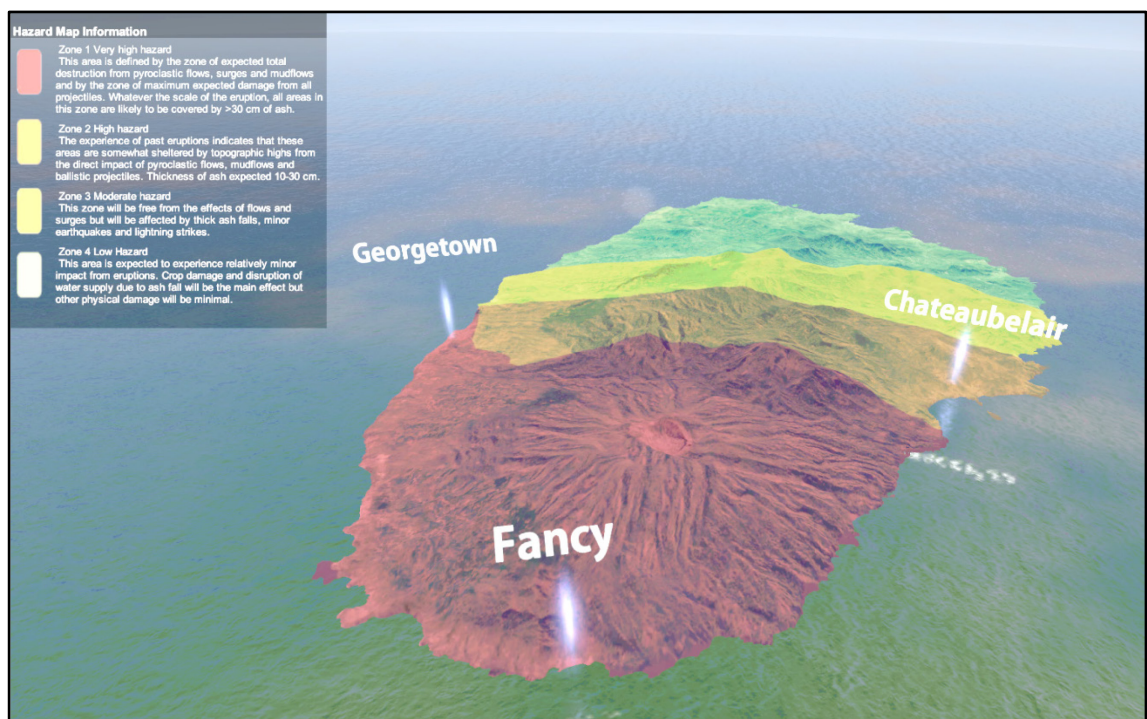 Hazard Map Information
Zone 1 Very high hazard
This area is defined by the zone of expected total
destruction from pyroclastic flows, surges and mudflows
and by the zone of maximum expected damage from all
projectiles. Whatever the scale of the eruption, all areas in
this zone are likely to be covered by >30 cm of ash.
Zone 2 High hazard
The experience of past eruptions indicates that these
areas are somewhat sheltered by topographic highs from
the direct impact of pyroclastic flows, mudflows and
ballistic projectiles. Thickness of ash expected 10-30 cm.
Zone 3 Moderate hazard
This zone will be free from the effects of flows and
surges but will be affected by thick ash falls, minor
earthquakes and lightning strikes.
Zone 4 Low Hazard
This area is expected to experience relatively minor
impact from eruptions. Crop damage and disruption of
water supply due to ash fall will be the main effect but
other physical damage will be minimal.
Georgetown
Chateaubelair
Fancy